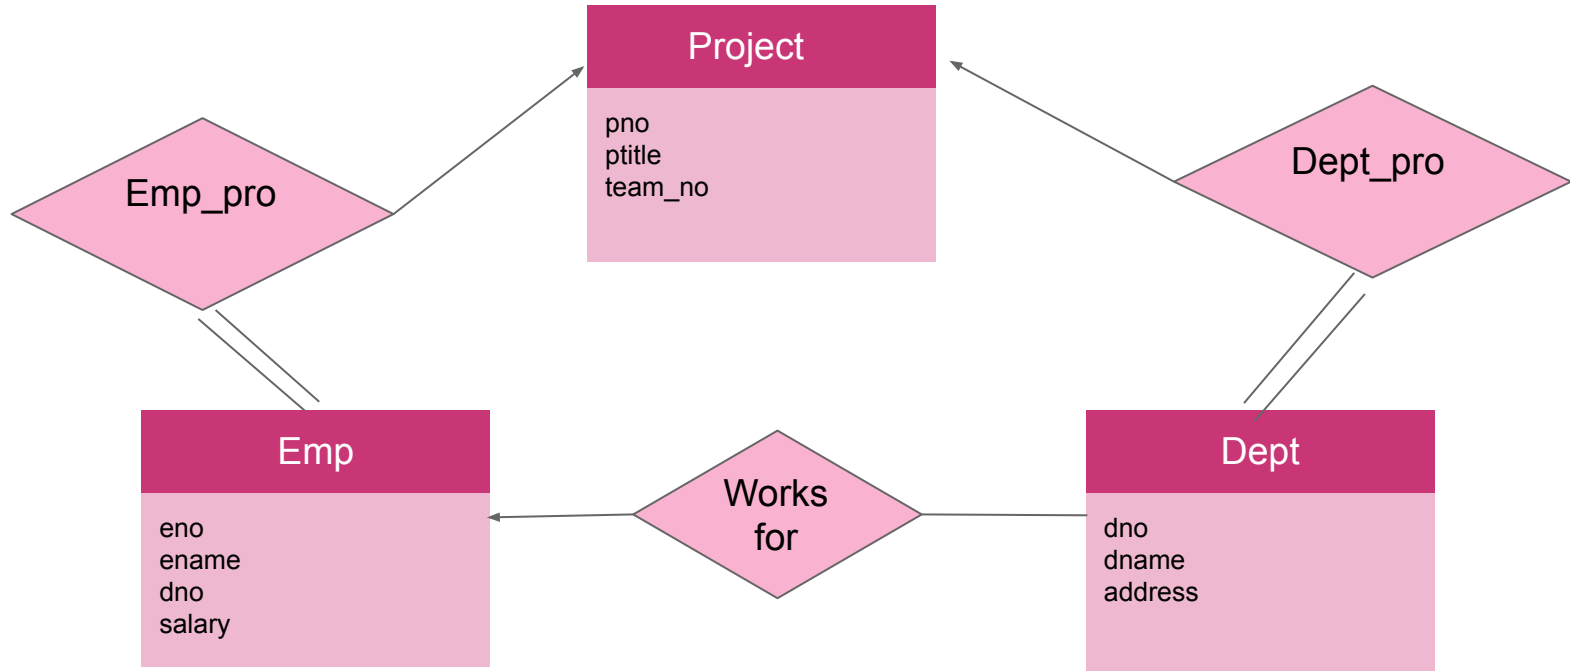 Project
pno
ptitle
team_no
Emp_pro
Dept_pro
Emp
eno
ename
dno
salary
Works
for
Dept
dno
dname
address